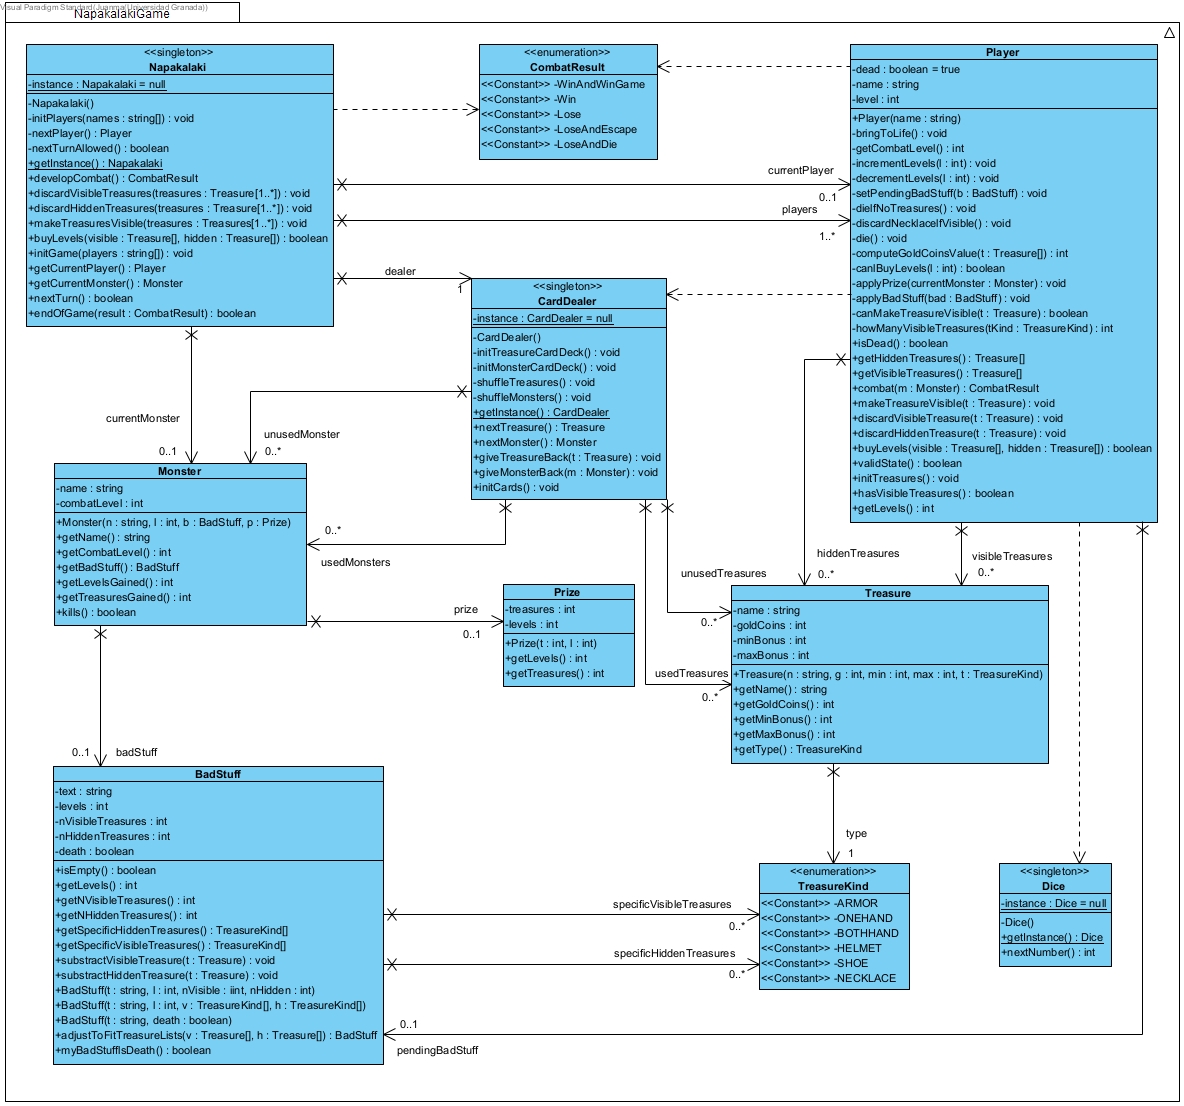 Visual Paradigm Standard(Juanma(Universidad Granada))
NapakalakiGame
<<singleton>>
Napakalaki
-instance : Napakalaki = null
-Napakalaki()
-initPlayers(names : string[]) : void
-nextPlayer() : Player
-nextTurnAllowed() : boolean
+getInstance() : Napakalaki
+developCombat() : CombatResult
+discardVisibleTreasures(treasures : Treasure[1..*]) : void
+discardHiddenTreasures(treasures : Treasure[1..*]) : void
+makeTreasuresVisible(treasures : Treasures[1..*]) : void
+buyLevels(visible : Treasure[], hidden : Treasure[]) : boolean
+initGame(players : string[]) : void
+getCurrentPlayer() : Player
+getCurrentMonster() : Monster
+nextTurn() : boolean
+endOfGame(result : CombatResult) : boolean
<<enumeration>>
CombatResult
<<Constant>> -WinAndWinGame
<<Constant>> -Win
<<Constant>> -Lose
<<Constant>> -LoseAndEscape
<<Constant>> -LoseAndDie
Player
-dead : boolean = true
-name : string
-level : int
+Player(name : string)
-bringToLife() : void
-getCombatLevel() : int
-incrementLevels(l : int) : void
-decrementLevels(l : int) : void
-setPendingBadStuff(b : BadStuff) : void
-dieIfNoTreasures() : void
-discardNecklaceIfVisible() : void
-die() : void
-computeGoldCoinsValue(t : Treasure[]) : int
-canIBuyLevels(l : int) : boolean
-applyPrize(currentMonster : Monster) : void
-applyBadStuff(bad : BadStuff) : void
-canMakeTreasureVisible(t : Treasure) : boolean
-howManyVisibleTreasures(tKind : TreasureKind) : int
+isDead() : boolean
+getHiddenTreasures() : Treasure[]
+getVisibleTreasures() : Treasure[]
+combat(m : Monster) : CombatResult
+makeTreasureVisible(t : Treasure) : void
+discardVisibleTreasure(t : Treasure) : void
+discardHiddenTreasure(t : Treasure) : void
+buyLevels(visible : Treasure[], hidden : Treasure[]) : boolean
+validState() : boolean
+initTreasures() : void
+hasVisibleTreasures() : boolean
+getLevels() : int
currentPlayer
0..1
players
1..*
dealer
1
<<singleton>>
CardDealer
-instance : CardDealer = null
-CardDealer()
-initTreasureCardDeck() : void
-initMonsterCardDeck() : void
-shuffleTreasures() : void
-shuffleMonsters() : void
+getInstance() : CardDealer
+nextTreasure() : Treasure
+nextMonster() : Monster
+giveTreasureBack(t : Treasure) : void
+giveMonsterBack(m : Monster) : void
+initCards() : void
currentMonster
0..1
unusedMonster
0..*
Monster
-name : string
-combatLevel : int
+Monster(n : string, l : int, b : BadStuff, p : Prize)
+getName() : string
+getCombatLevel() : int
+getBadStuff() : BadStuff
+getLevelsGained() : int
+getTreasuresGained() : int
+kills() : boolean
0..*
usedMonsters
hiddenTreasures
0..*
visibleTreasures
0..*
unusedTreasures
0..*
usedTreasures
0..*
prize
0..1
Prize
-treasures : int
-levels : int
+Prize(t : int, l : int)
+getLevels() : int
+getTreasures() : int
Treasure
-name : string
-goldCoins : int
-minBonus : int
-maxBonus : int
+Treasure(n : string, g : int, min : int, max : int, t : TreasureKind)
+getName() : string
+getGoldCoins() : int
+getMinBonus() : int
+getMaxBonus() : int
+getType() : TreasureKind
0..1
badStuff
BadStuff
-text : string
-levels : int
-nVisibleTreasures : int
-nHiddenTreasures : int
-death : boolean
+isEmpty() : boolean
+getLevels() : int
+getNVisibleTreasures() : int
+getNHiddenTreasures() : int
+getSpecificHiddenTreasures() : TreasureKind[]
+getSpecificVisibleTreasures() : TreasureKind[]
+substractVisibleTreasure(t : Treasure) : void
+substractHiddenTreasure(t : Treasure) : void
+BadStuff(t : string, l : int, nVisible : iint, nHidden : int)
+BadStuff(t : string, l : int, v : TreasureKind[], h : TreasureKind[])
+BadStuff(t : string, death : boolean)
+adjustToFitTreasureLists(v : Treasure[], h : Treasure[]) : BadStuff
+myBadStuffIsDeath() : boolean
type
1
specificVisibleTreasures
0..*
specificHiddenTreasures
0..*
<<enumeration>>
TreasureKind
<<Constant>> -ARMOR
<<Constant>> -ONEHAND
<<Constant>> -BOTHHAND
<<Constant>> -HELMET
<<Constant>> -SHOE
<<Constant>> -NECKLACE
<<singleton>>
Dice
-instance : Dice = null
-Dice()
+getInstance() : Dice
+nextNumber() : int
0..1
pendingBadStuff